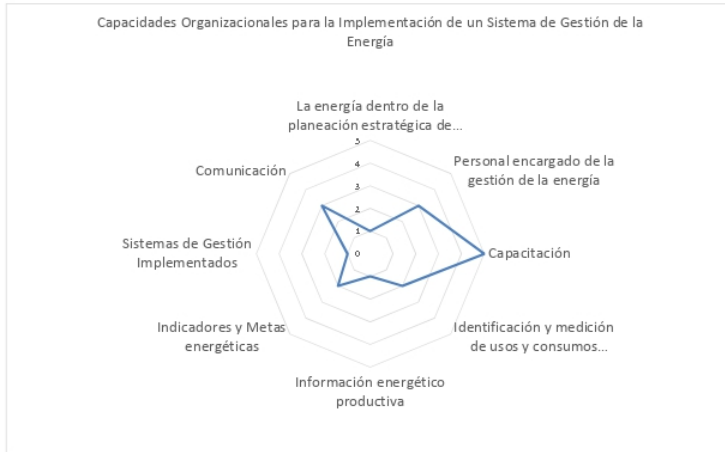 Capacidades Organizacionales para la Implementación de un Sistema de Gestión de la
Energía
La energía dentro de la
planeación estratégica de...
Personal encargado de la
gestión de la energía
Capacitación
Identificación y medición
de usos y consumos...
Información energético
productiva
Indicadores y Metas
energéticas
Sistemas de Gestión
Implementados
Comunicación
5
4
3
2
1
0